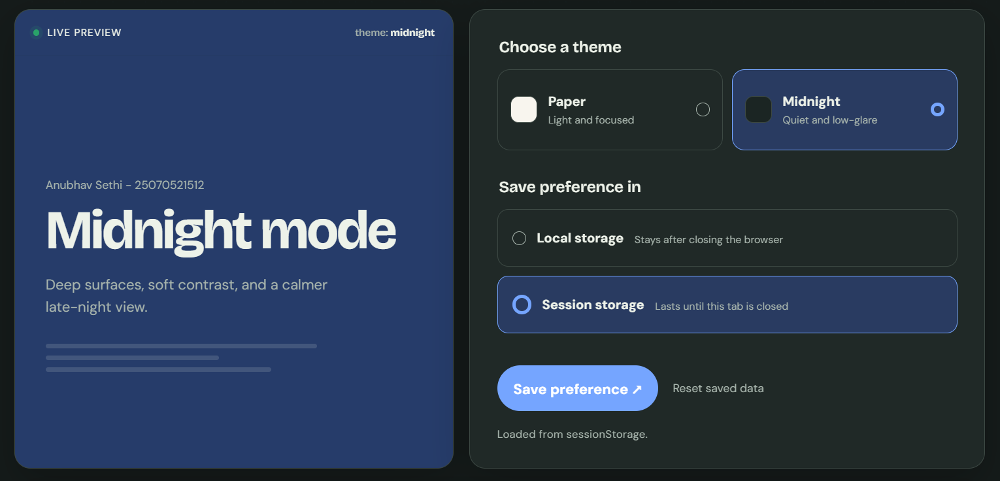 LIVE PREVIEW
theme: midnight
Anubhav Sethi - 25070521512
Midnight mode
Deep surfaces, soft contrast, and a calmer
late-night view.
Choose a theme
Paper
Light and focused
Midnight
Quiet and low-glare
Save preference in
Local storage Stays after closing the browser
Session storage Lasts until this tab is closed
Save preference ↗
Reset saved data
Loaded from sessionStorage.